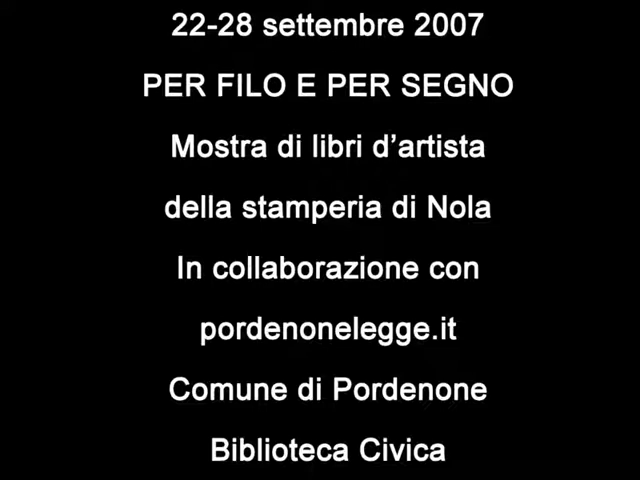 22-28 settembre 2007
PER FILO E PER SEGNO
Mostra di libri d’artista
della stamperia di Nola
In collaborazione con
pordenonelegge.it
Comune di Pordenone
Biblioteca Civica